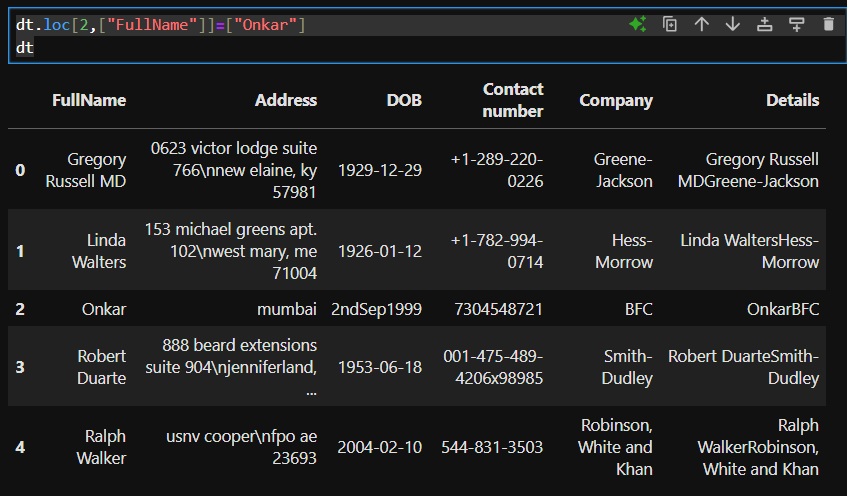 dt.loc[2,["FullName"]]=["Onkar"]
dt
FullName Address DOB Contact number Company Details
0 Gregory Russell MD 0623 victor lodge suite 766\nnew elaine, ky 57981 1929-12-29 +1-289-220-0226 Greene-Jackson Gregory Russell MDGreene-Jackson
1 Linda Walters 153 michael greens apt. 102\nwest mary, me 71004 1926-01-12 +1-782-994-0714 Hess-Morrow Linda WaltersHess-Morrow
2 Onkar mumbai 2ndSep1999 7304548721 BFC OnkarBFC
3 Robert Duarte 888 beard extensions suite 904\njenniferland, ... 1953-06-18 001-475-489-4206x98985 Smith-Dudley Robert DuarteSmith-Dudley
4 Ralph Walker usnv cooper\nfpo ae 23693 2004-02-10 544-831-3503 Robinson, White and Khan Ralph WalkerRobinson, White and Khan